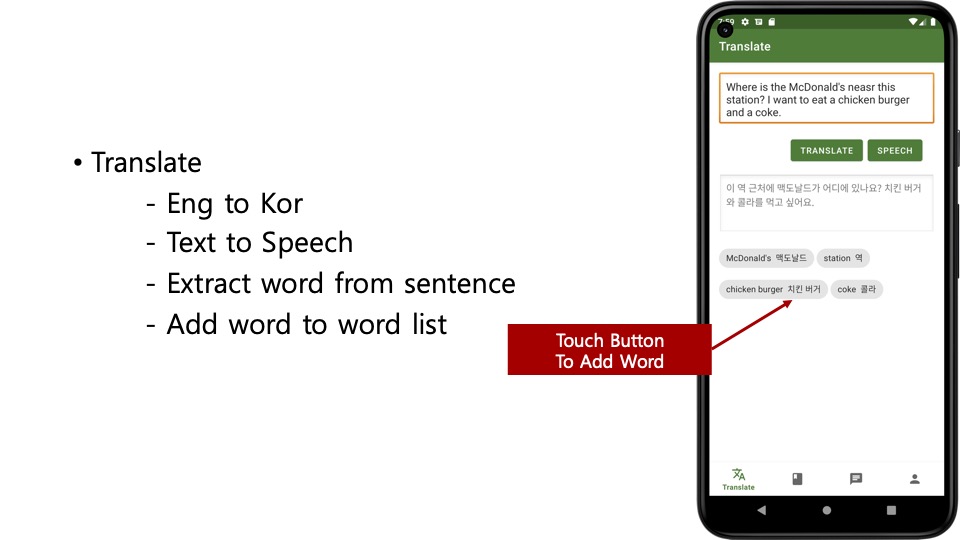 • Translate
- Eng to Kor
- Text to Speech
- Extract word from sentence
- Add word to word list
Touch Button
To Add Word
7:59
Translate
Where is the McDonald's neasr this
station? I want to eat a chicken burger
and a coke.
TRANSLATE SPEECH
이 역 근처에 맥도날드가 어디에 있나요? 치킨 버거
와 콜라를 먹고 싶어요.
McDonald's 맥도날드 station 역
chicken burger 치킨 버거 coke 콜라
Translate